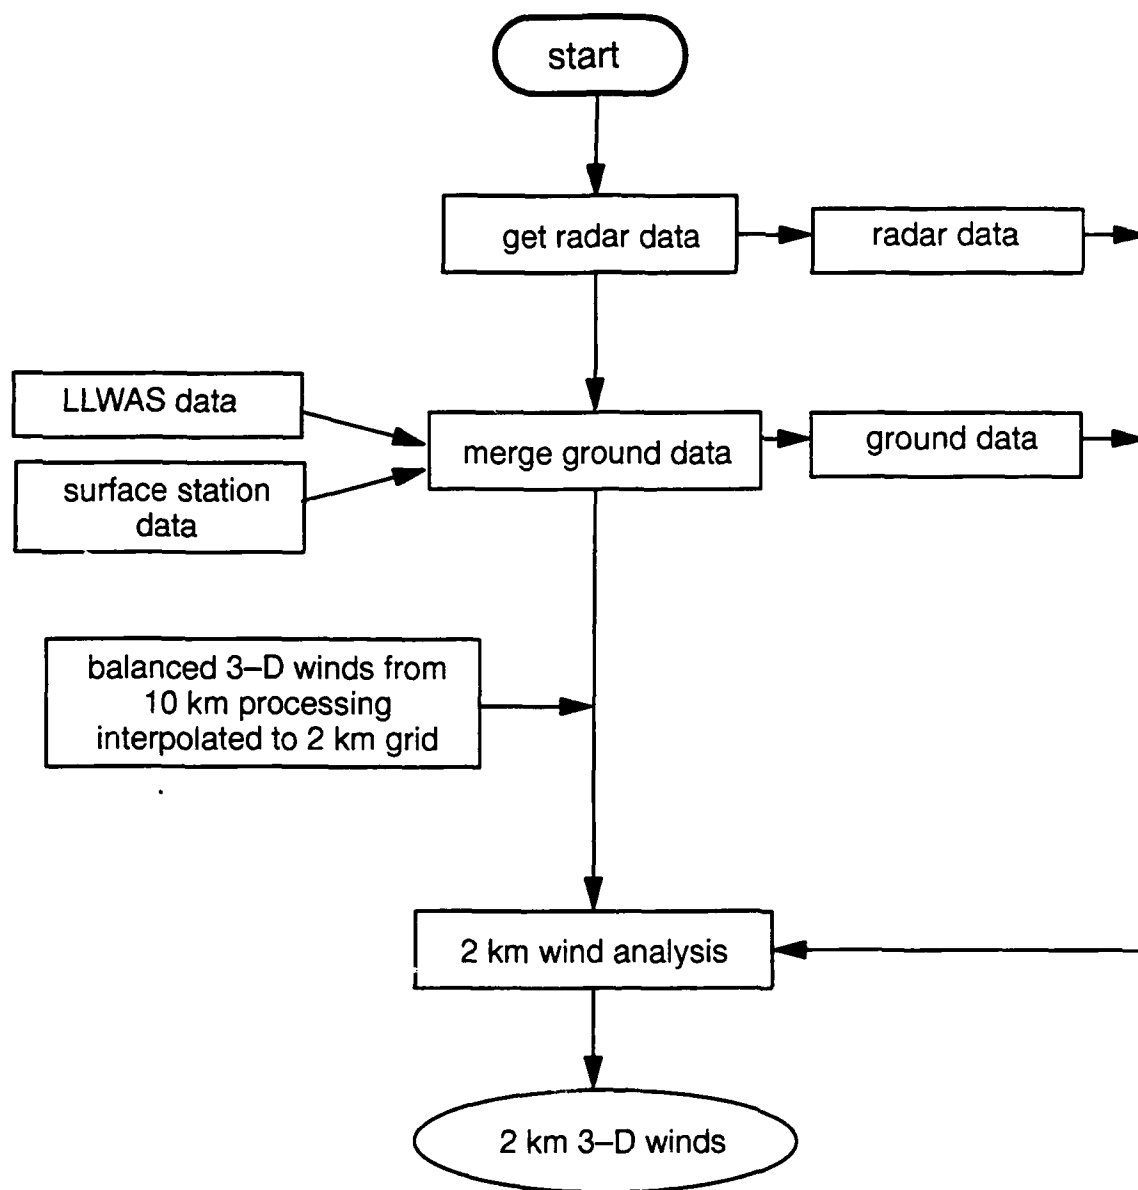 start
get radar data
radar data
LLWAS data
merge ground data
ground data
surface station
data
balanced 3–D winds from
10 km processing
interpolated to 2 km grid
2 km wind analysis
2 km 3–D winds